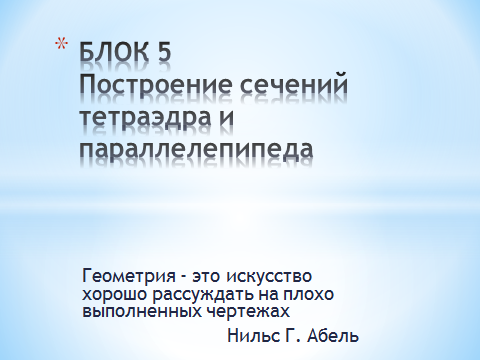 * БЛОК 5
Построение сечений
тетраэдра и
параллелепипеда
Геометрия - это искусство
хорошо рассуждать на плохо
выполненных чертежах
Нильс Г. Абель